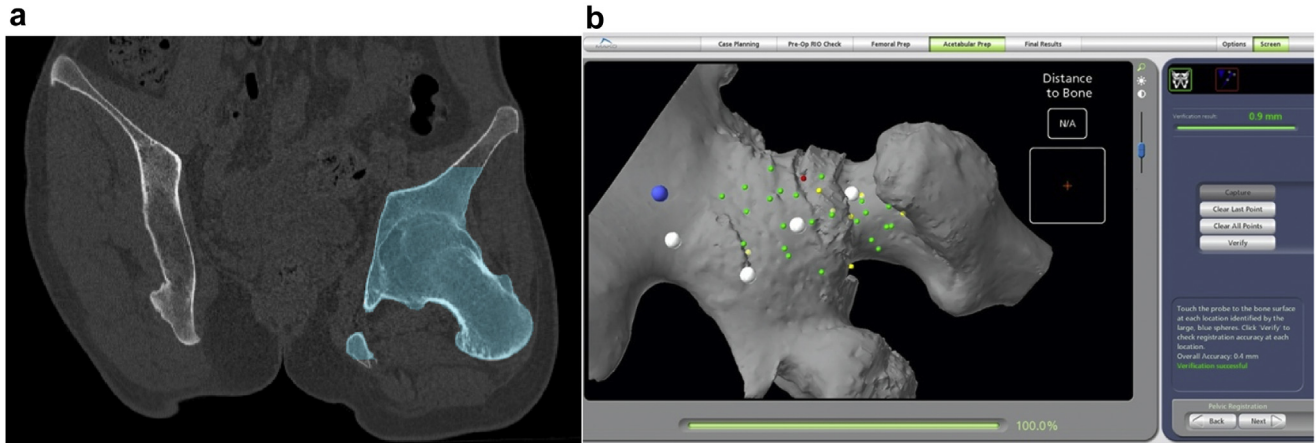 a
b
Case Planning
Pre-Op RIO Check
Femoral Prep
Acetabular Prep
Final Results
Options
Screen
Distance
to Bone
N/A
Verification result:
0.9 mm
Capture
Clear Last Point
Clear All Points
Verify
Touch the probe to the bone surface
at each location identified by the
large, blue spheres. Click 'Verify' to
check registration accuracy at each
location.
Overall Accuracy: 0.4 mm
Verification successful
Pelvic Registration
Back
Next
100.0%